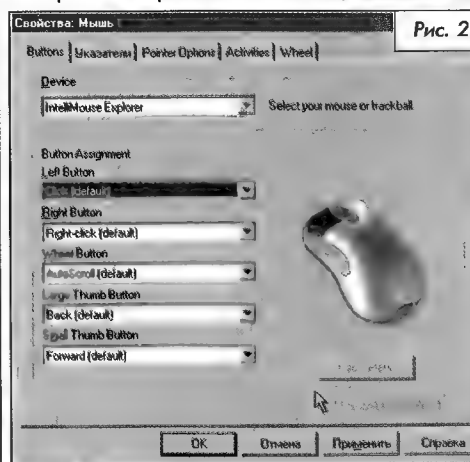 Свойства: Мышь
Рис. 2
Buttons Указатели Pointer Options Activities Wheel
Device
IntelliMouse Explorer
Select your mouse or trackball
Button Assignment
Left Button
Click (default)
Right Button
Right-click (default)
Wheel Button
AutoScroll (default)
Large Thumb Button
Back (default)
Small Thumb Button
Forward (default)
OK Отмена Применить Справка